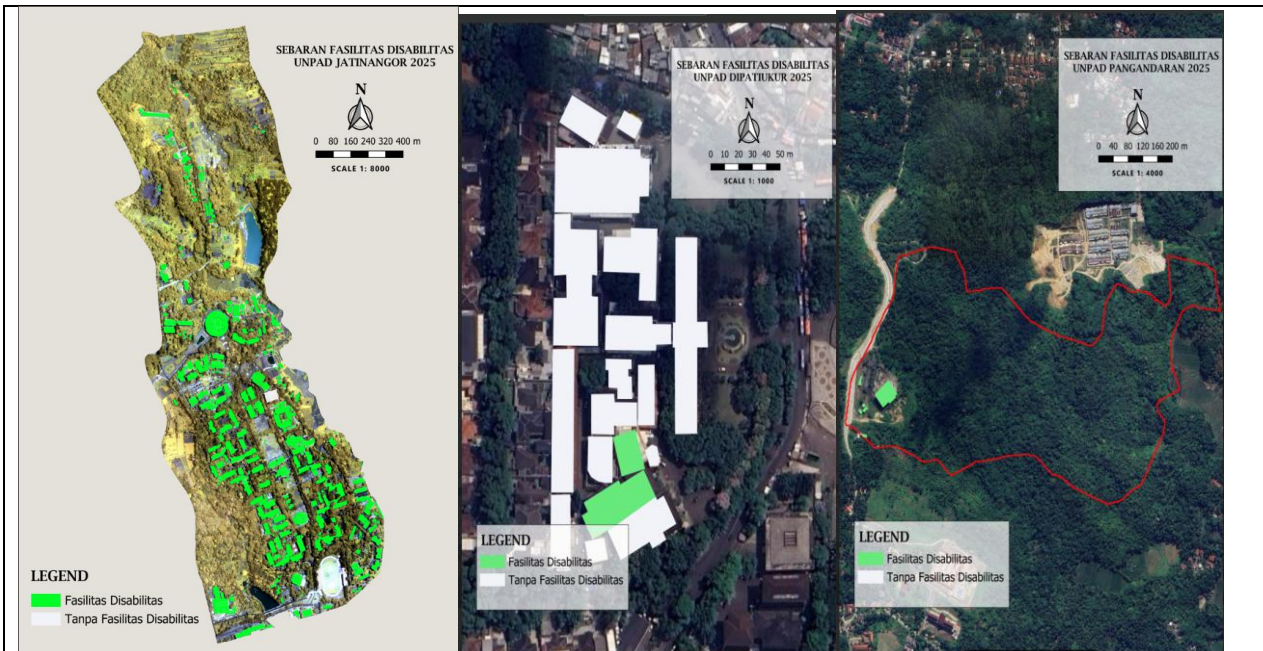 SEBARAN FASILITAS DISABILITAS
UNPAD JATINANGOR 2025
N
0 80 160 240 320 400 m
SCALE 1: 8000
LEGEND
Fasilitas Disabilitas
Tanpa Fasilitas Disabilitas
SEBARAN FASILITAS DISABILITAS
UNPAD DIPATIUKUR 2025
N
0 10 20 30 40 50 m
SCALE 1: 1000
LEGEND
Fasilitas Disabilitas
Tanpa Fasilitas Disabilitas
SEBARAN FASILITAS DISABILITAS
UNPAD PANGANDARAN 2025
N
0 40 80 120 160 200 m
SCALE 1: 4000
LEGEND
Fasilitas Disabilitas
Tanpa Fasilitas Disabilitas